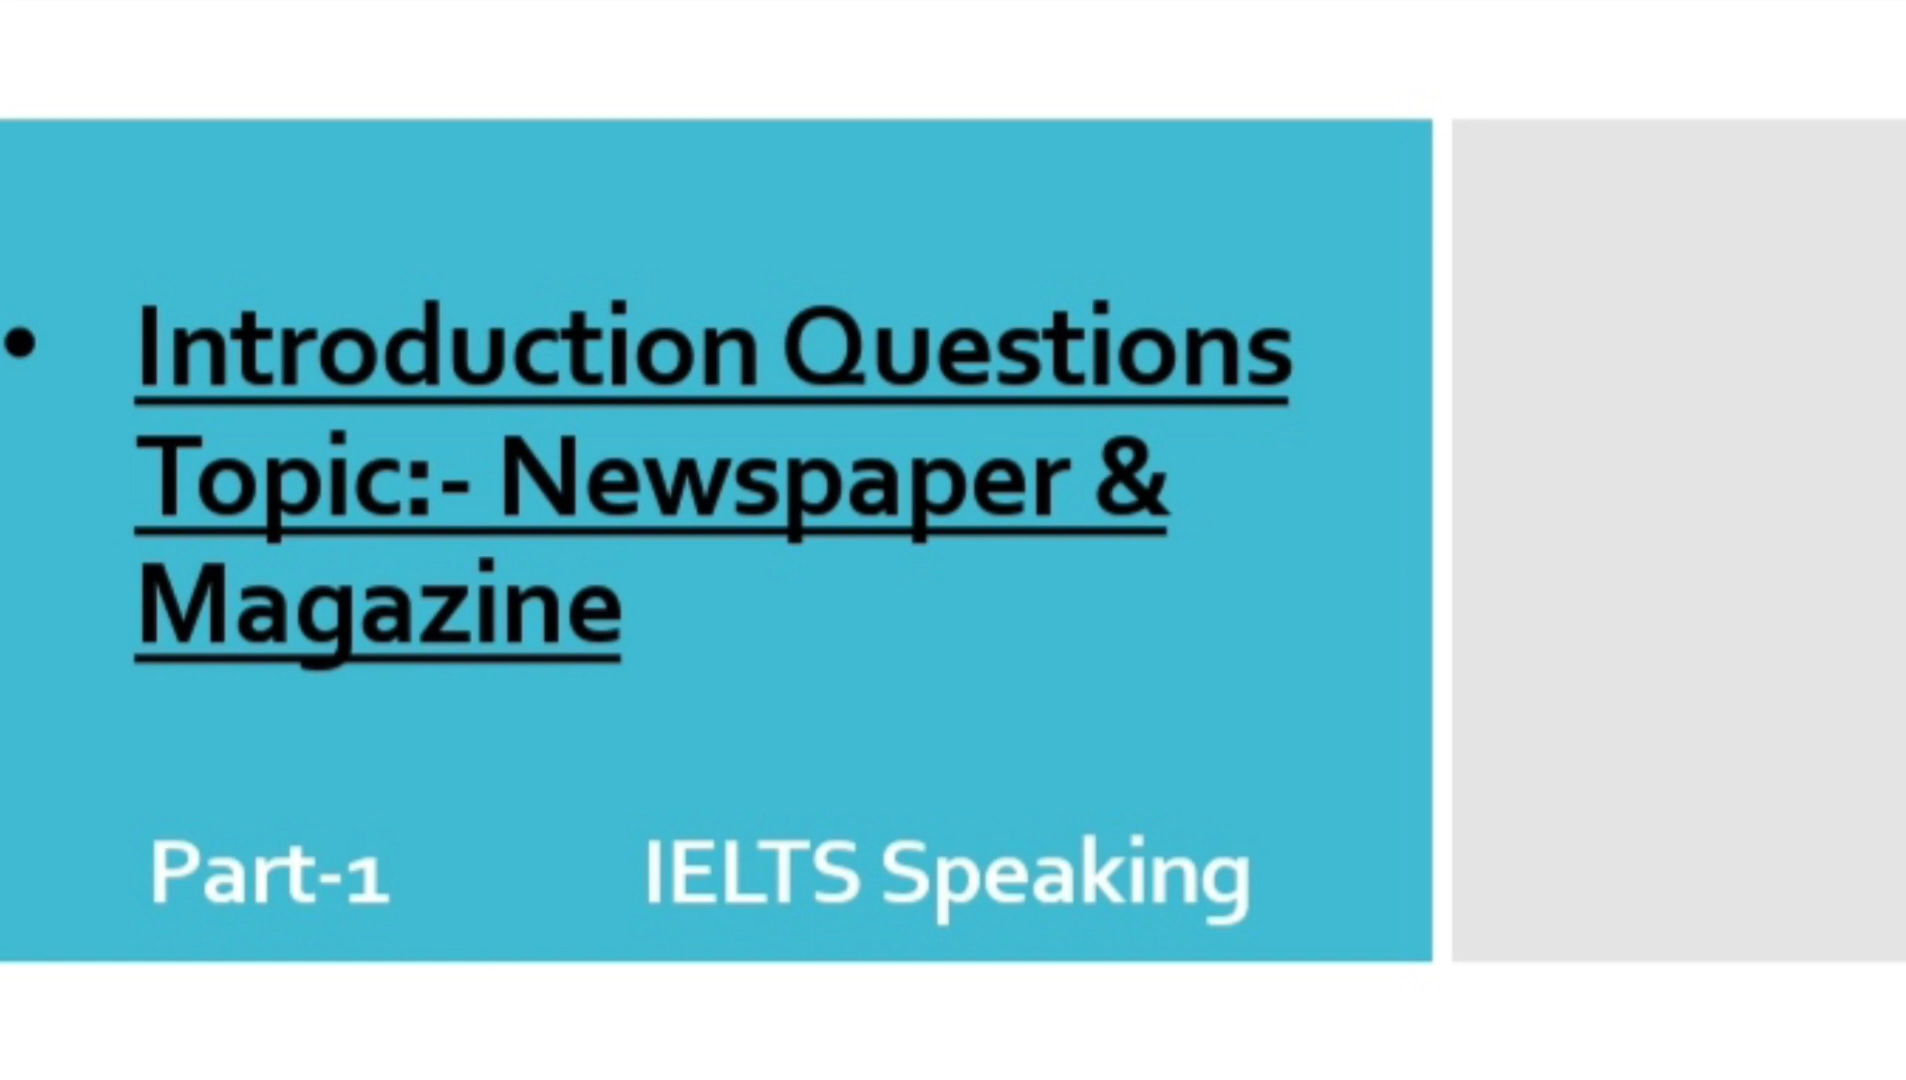 • Introduction Questions
Topic:- Newspaper &
Magazine
Part-1 IELTS Speaking